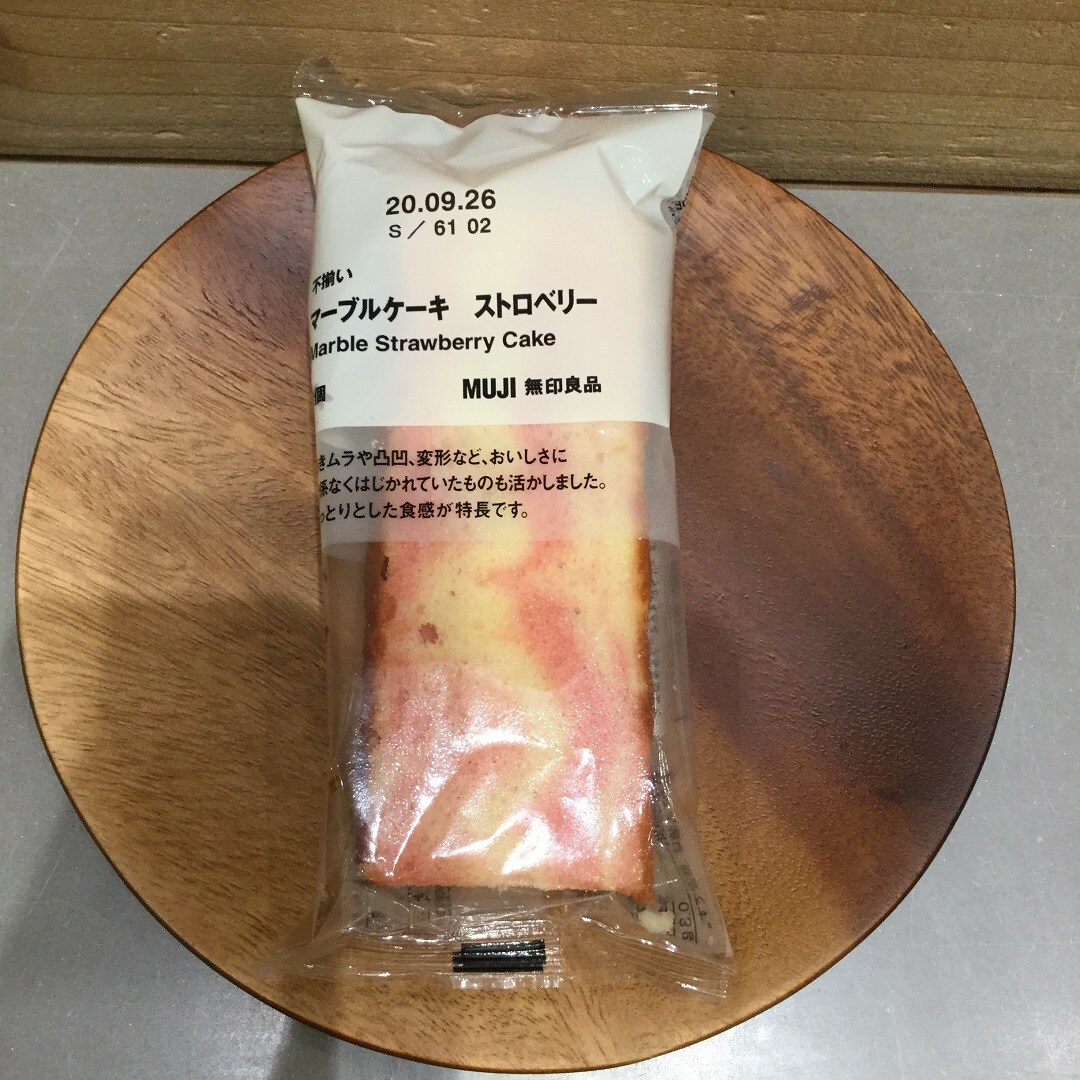 20.09.26
S / 61 02
不揃い
マーブルケーキ ストロベリー
Marble Strawberry Cake
個
MUJI 無印良品
きムラや凸凹、変形など、おいしさに
係なくはじかれていたものも活かしました。
っとりとした食感が特長です。